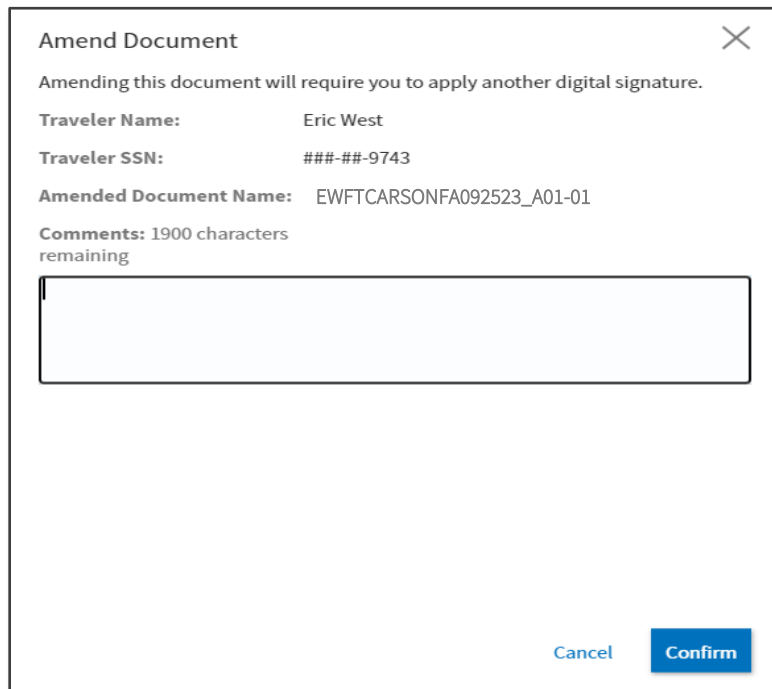 Amend Document
Amending this document will require you to apply another digital signature.
Traveler Name: Eric West
Traveler SSN: ###-##-9743
Amended Document Name: EWFTCARSONFA092523_A01-01
Comments: 1900 characters
remaining
Cancel Confirm